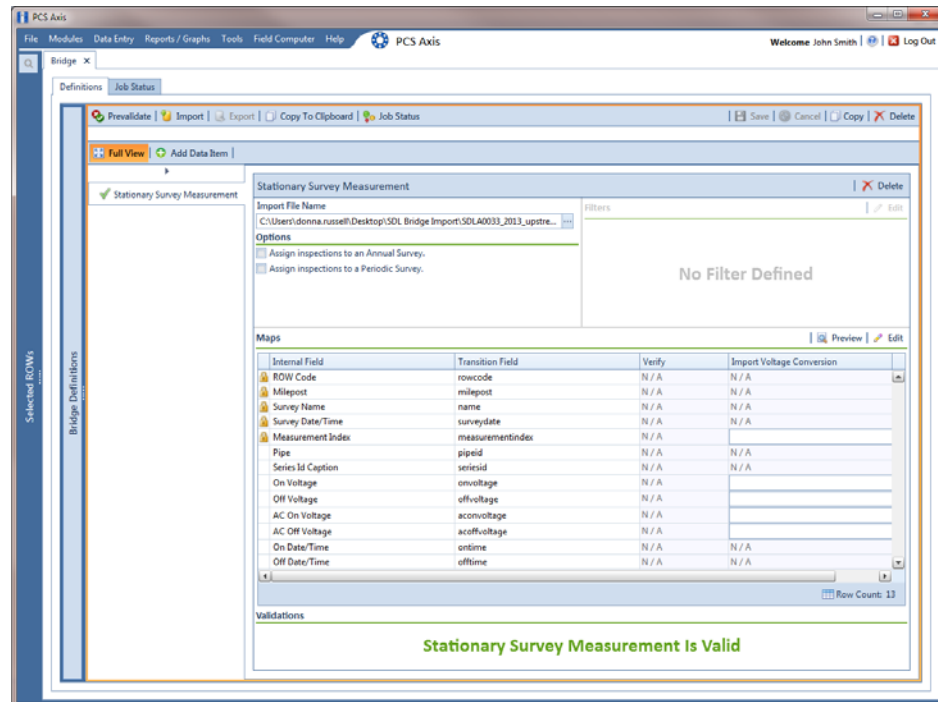 PCS Axis
File Modules Data Entry Reports / Graphs Tools Field Computer Help PCS Axis Welcome John Smith Log Out
Bridge X
Definitions Job Status
Prevalidate Import Export Copy To Clipboard Job Status Save Cancel Copy Delete
Full View Add Data Item
Stationary Survey Measurement
Stationary Survey Measurement Delete
Import File Name Filters Edit
C:\Users\donna.russell\Desktop\SDL Bridge Import\SDLA0033_2013_upstre... ...
Options
Assign inspections to an Annual Survey.
Assign inspections to a Periodic Survey.
No Filter Defined
Maps Preview Edit
Internal Field Transition Field Verify Import Voltage Conversion
ROW Code rowcode N / A N / A
Milepost milepost N / A N / A
Survey Name name N / A N / A
Survey Date/Time surveydate N / A N / A
Measurement Index measurementindex N / A
Pipe pipeid N / A N / A
Series Id Caption seriesid N / A N / A
On Voltage onvoltage N / A
Off Voltage offvoltage N / A
AC On Voltage aconvoltage N / A
AC Off Voltage acoffvoltage N / A
On Date/Time ontime N / A N / A
Off Date/Time offtime N / A N / A
Row Count: 13
Validations
Stationary Survey Measurement Is Valid
Selected ROWs
Bridge Definitions